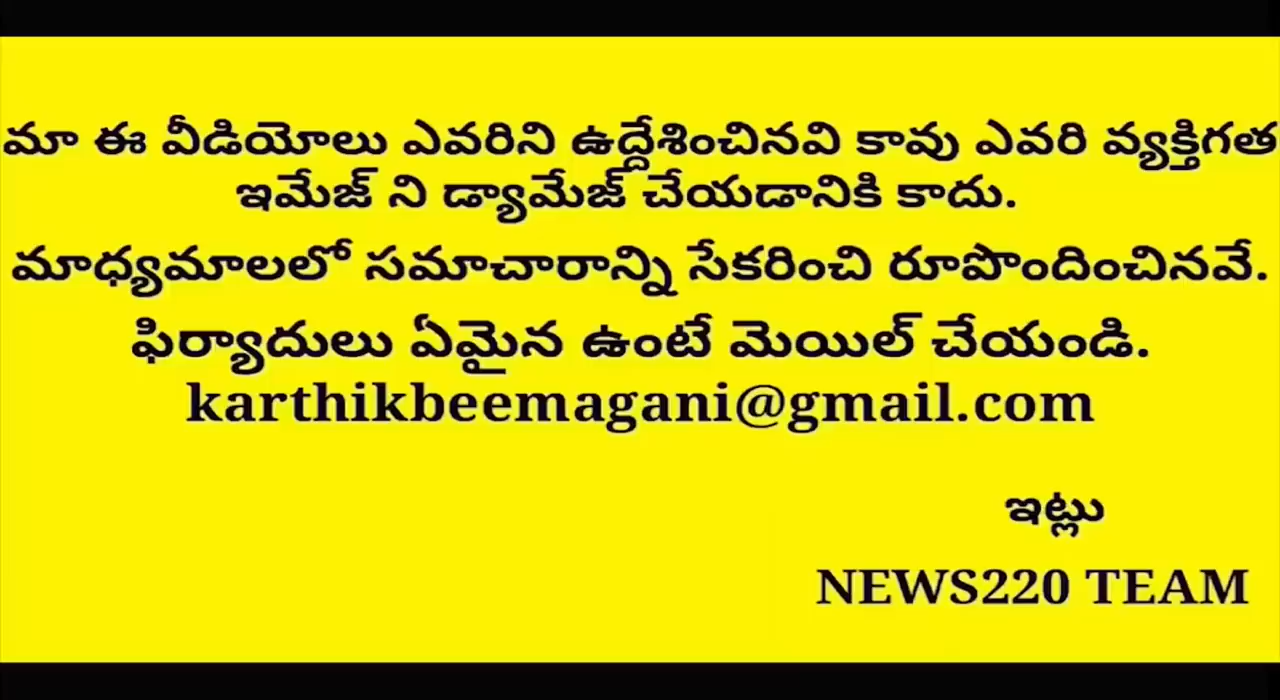 మా ఈ వీడియోలు ఎవరిని ఉద్దేశించినవి కావు ఎవరి వ్యక్తిగత
ఇమేజ్ ని డ్యామేజ్ చేయడానికి కాదు.
మాధ్యమాలలో సమాచారాన్ని సేకరించి రూపొందించినవే.
ఫిర్యాదులు ఏమైన ఉంటే మెయిల్ చేయండి.
karthikbeemagani@gmail.com
ఇట్లు
NEWS220 TEAM